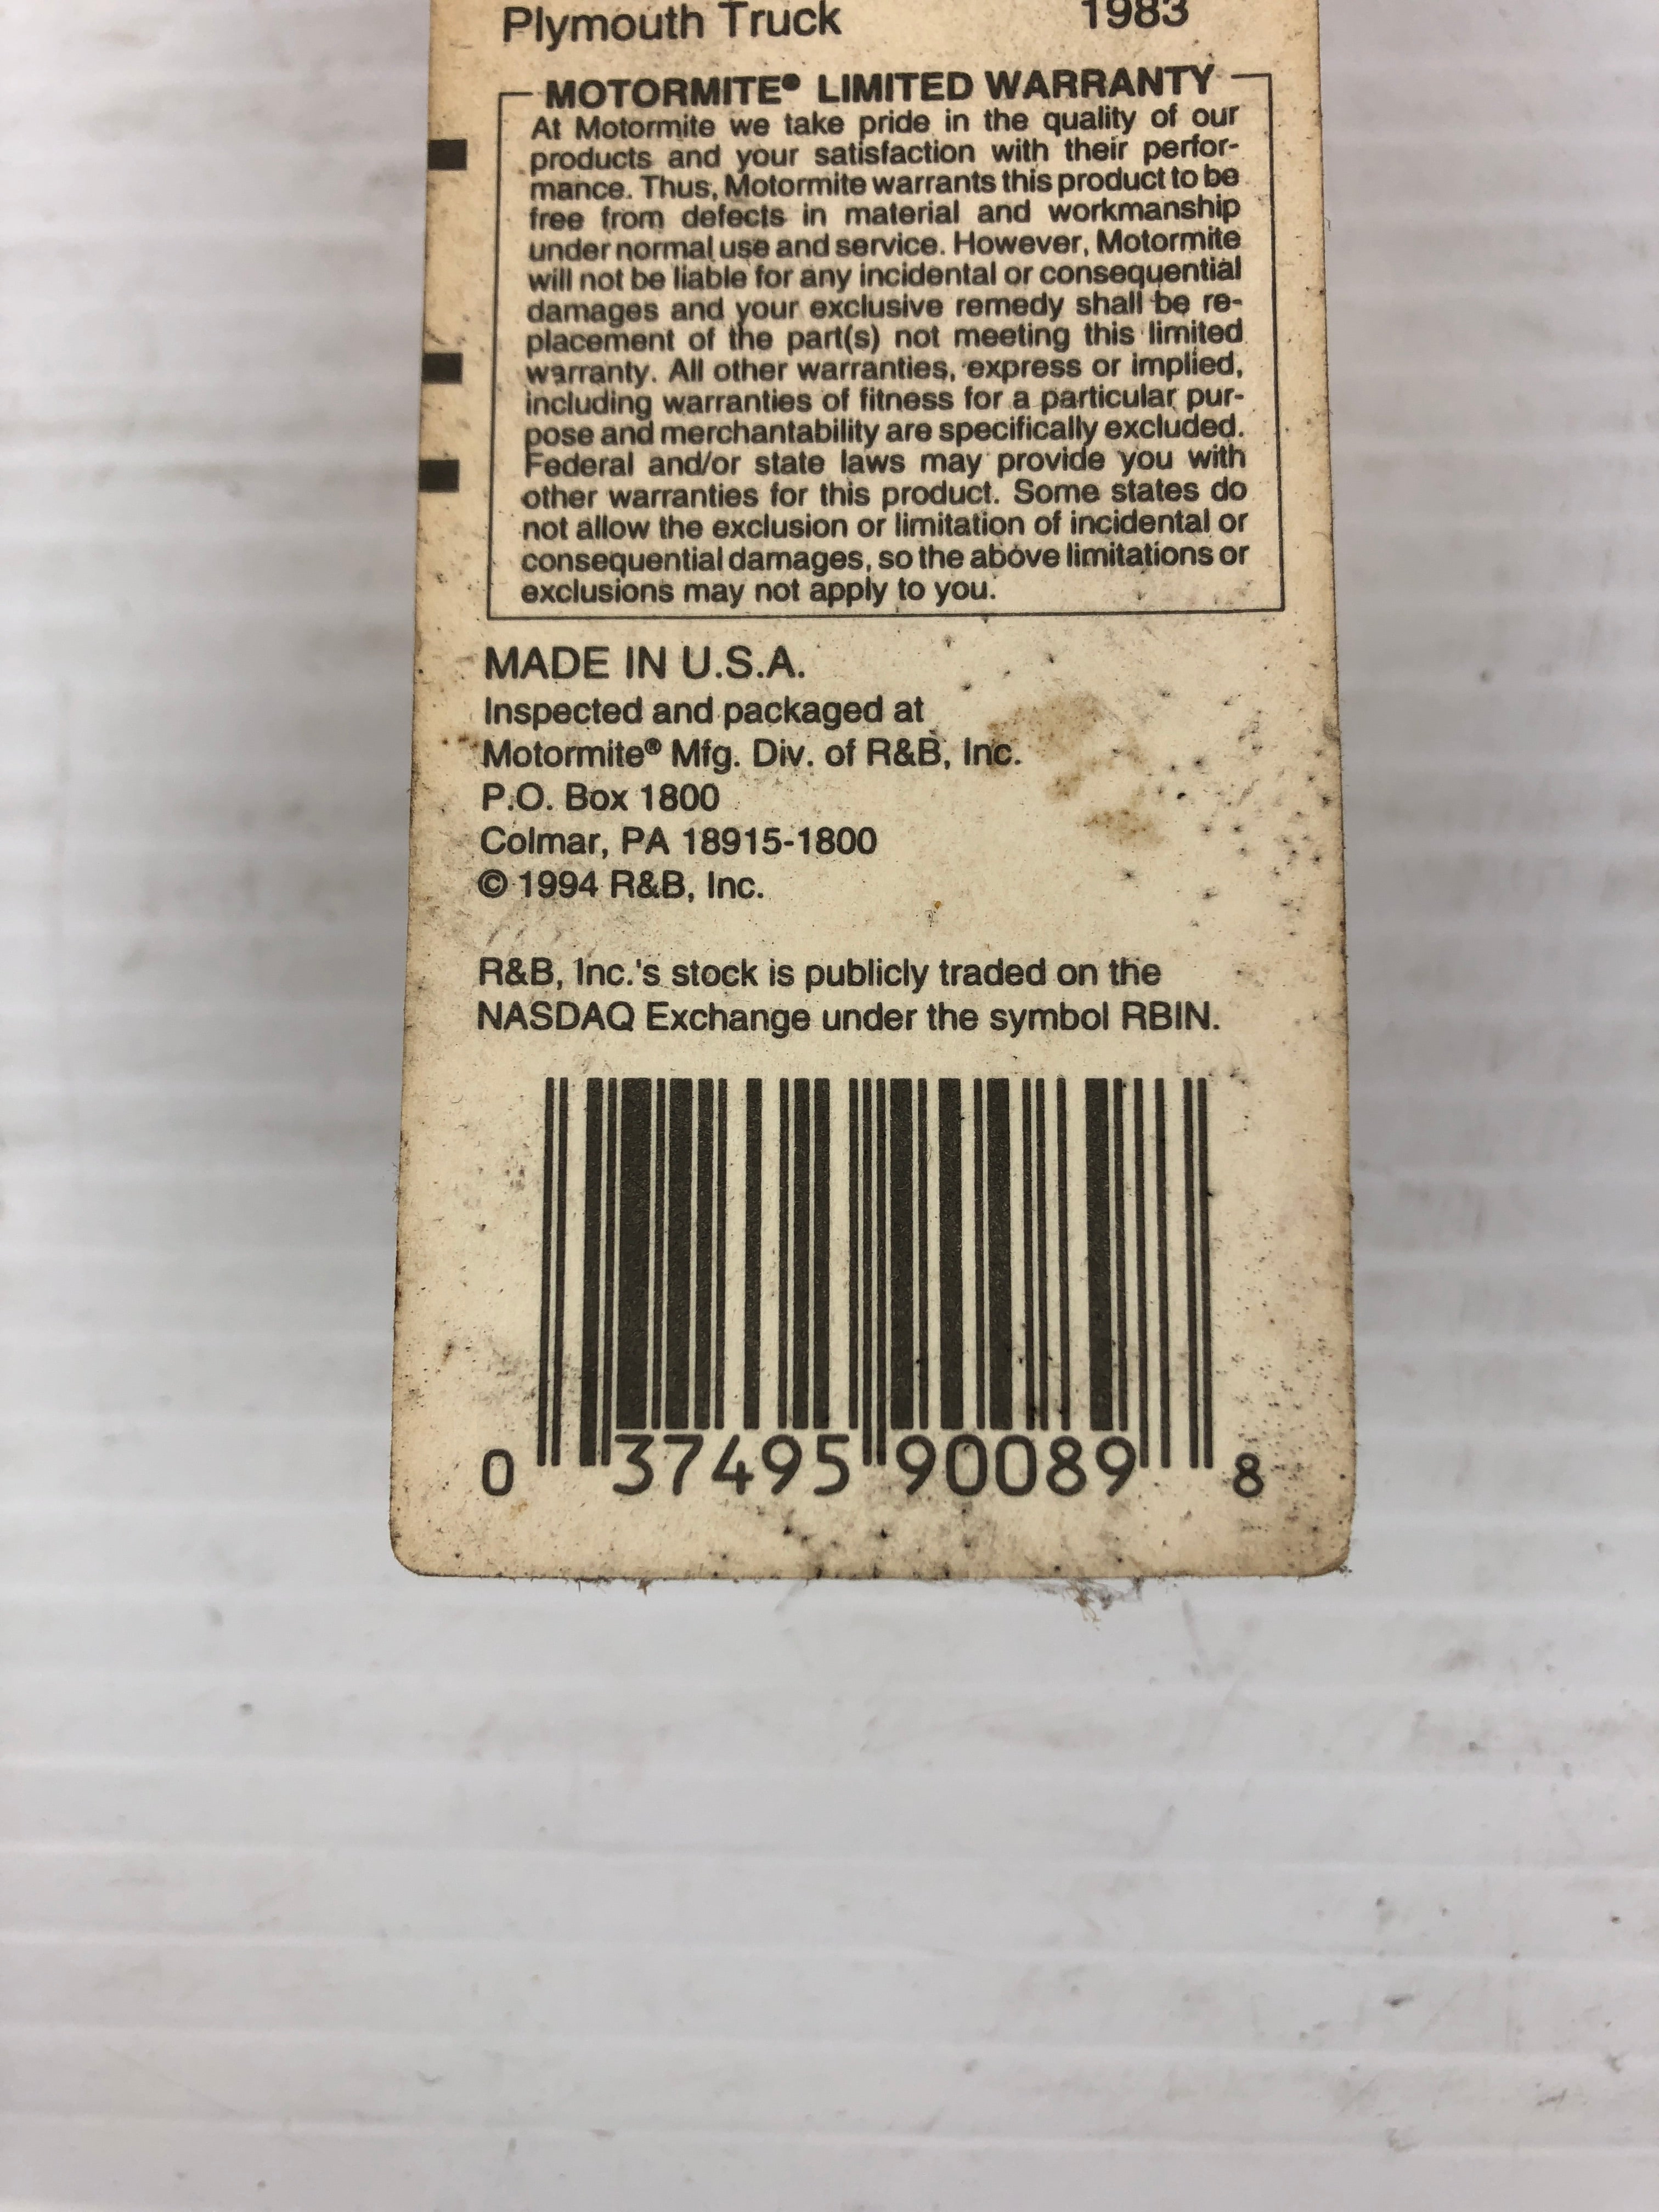 Plymouth Truck 1983
MOTORMITE® LIMITED WARRANTY
At Motormite we take pride in the quality of our
products and your satisfaction with their perfor-
mance. Thus, Motormite warrants this product to be
free from defects in material and workmanship
under normal use and service. However, Motormite
will not be liable for any incidental or consequential
damages and your exclusive remedy shall be re-
placement of the part(s) not meeting this limited
warranty. All other warranties, express or implied,
including warranties of fitness for a particular pur-
pose and merchantability are specifically excluded.
Federal and/or state laws may provide you with
other warranties for this product. Some states do
not allow the exclusion or limitation of incidental or
consequential damages, so the above limitations or
exclusions may not apply to you.
MADE IN U.S.A.
Inspected and packaged at
Motormite® Mfg. Div. of R&B, Inc.
P.O. Box 1800
Colmar, PA 18915-1800
© 1994 R&B, Inc.
R&B, Inc.'s stock is publicly traded on the
NASDAQ Exchange under the symbol RBIN.
0 37495 90089 8